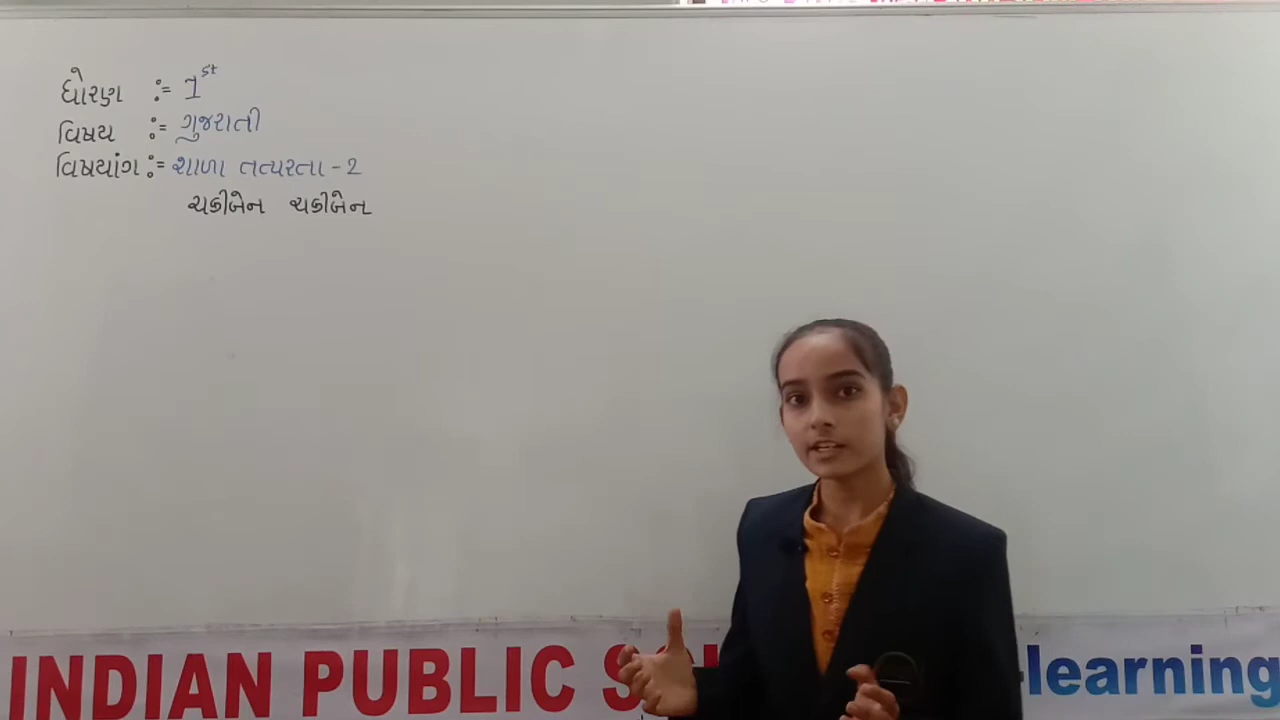 ધોરણ := 1st
વિષય := ગુજરાતી
વિષયાંગ := શાળા તત્પરતા - 2
ચકીબેન ચકીબેન
INDIAN PUBLIC -learning